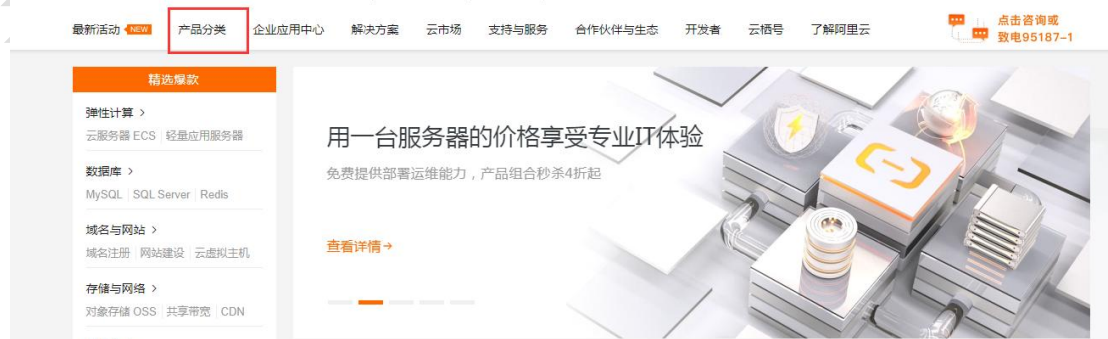 最新活动 NEW 产品分类 企业应用中心 解决方案 云市场 支持与服务 合作伙伴与生态 开发者 云栖号 了解阿里云
点击咨询或
致电95187-1
精选爆款
弹性计算 >
云服务器 ECS | 轻量应用服务器
数据库 >
MySQL | SQL Server | Redis
域名与网站 >
域名注册 | 网站建设 | 云虚拟主机
存储与网络 >
对象存储 OSS | 共享带宽 | CDN
用一台服务器的价格享受专业IT体验
免费提供部署运维能力，产品组合秒杀4折起
查看详情→